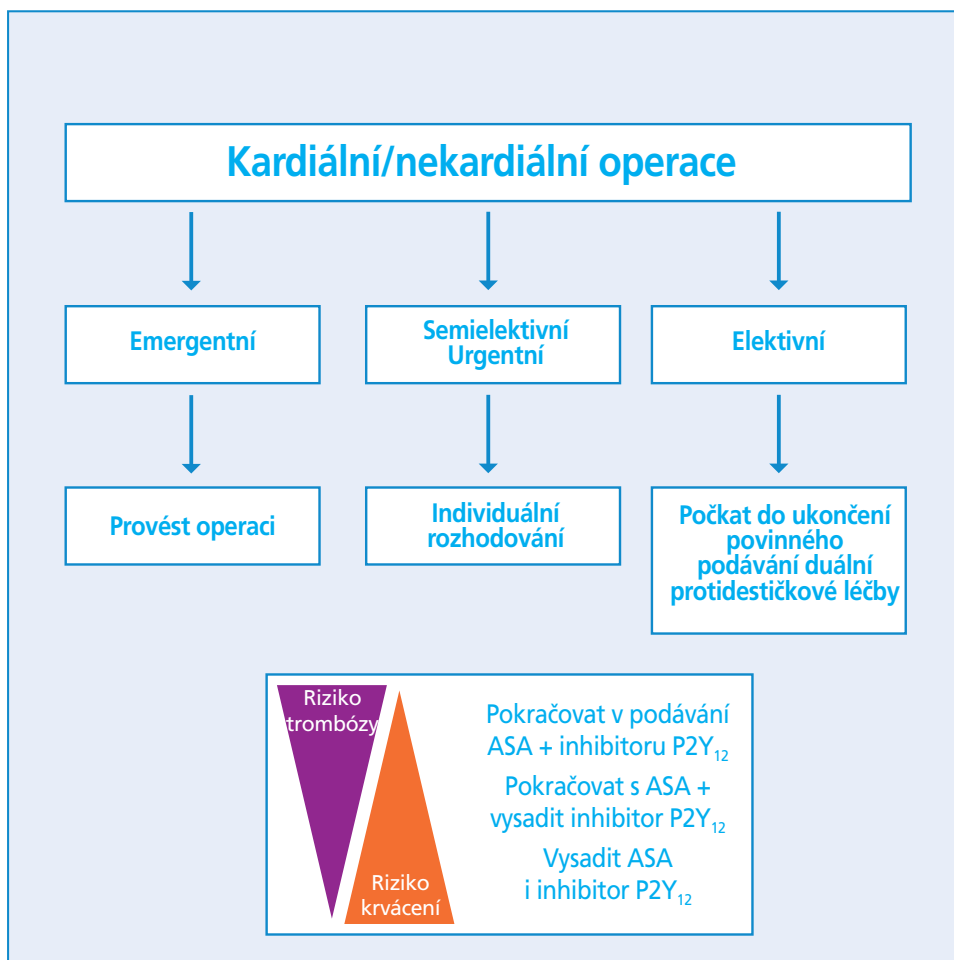 Kardiální/nekardiální operace
Emergentní
Semielektivní
Urgentní
Elektivní
Provést operaci
Individuální
rozhodování
Počkat do ukončení
povinného
podávání duální
protidestičkové léčby
Riziko
trombózy
Riziko
krvácení
Pokračovat v podávání
ASA + inhibitoru P2Y₁₂
Pokračovat s ASA +
vysadit inhibitor P2Y₁₂
Vysadit ASA
i inhibitor P2Y₁₂